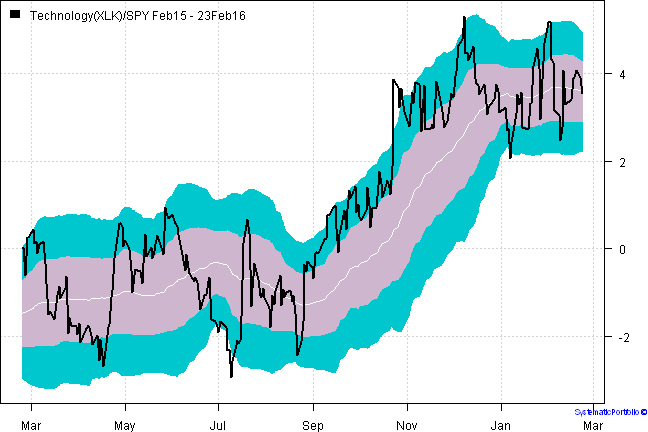 Technology(XLK)/SPY Feb15 - 23Feb16
4
2
0
-2
SystematicPortfolio ©
Mar May Jul Sep Nov Jan Mar